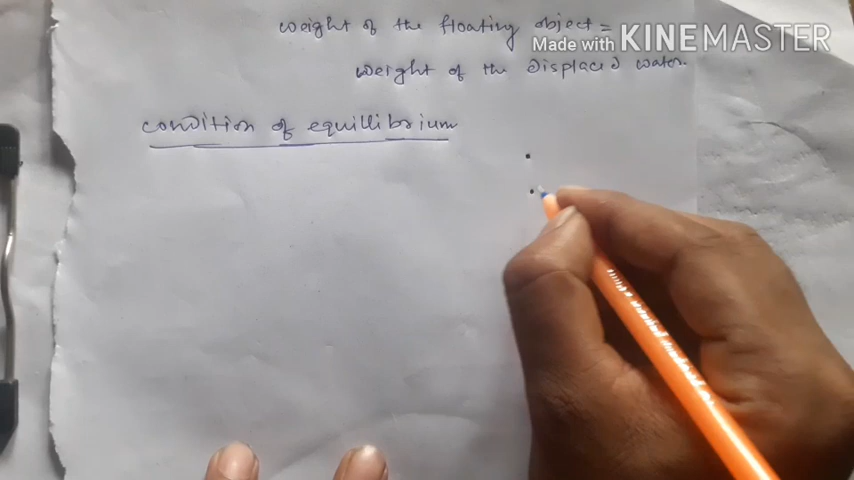 weight of the floating object =
Made with KINEMASTER
weight of the displaced water.
condition of equillibrium